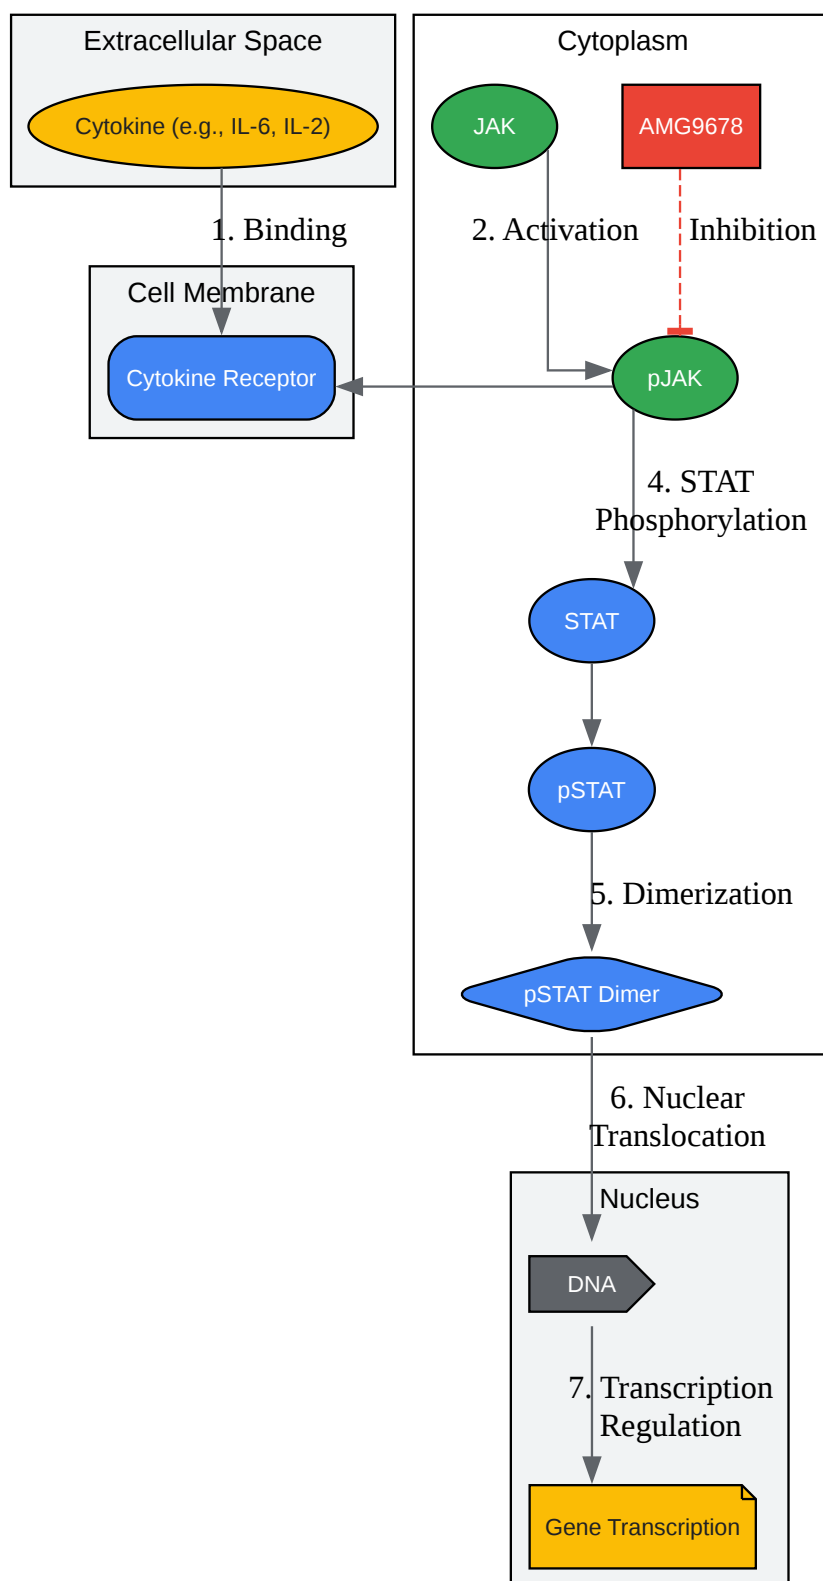 Extracellular Space
Cytoplasm
Cytokine (e.g., IL-6, IL-2)
JAK
AMG9678
1. Binding
2. Activation
Inhibition
Cell Membrane
Cytokine Receptor
pJAK
4. STAT
Phosphorylation
STAT
pSTAT
5. Dimerization
pSTAT Dimer
6. Nuclear
Translocation
Nucleus
DNA
7. Transcription
Regulation
Gene Transcription